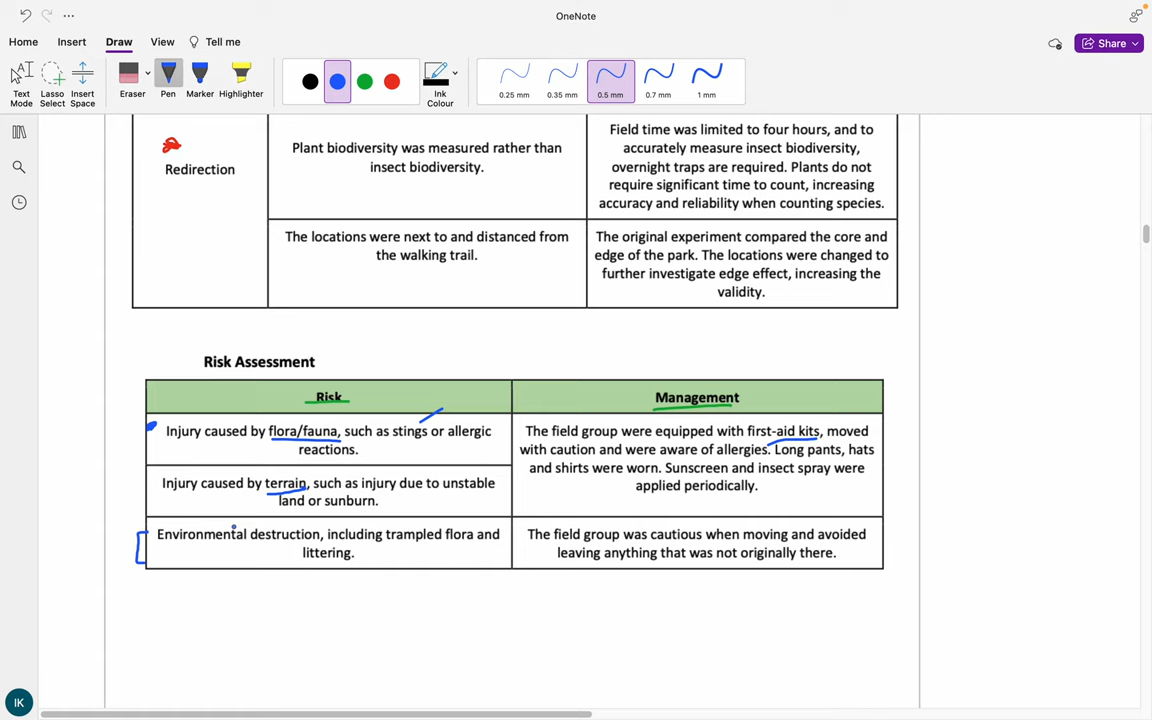 OneNote
Home Insert Draw View Tell me
Share
Text Mode
Lasso Select
Insert Space
Eraser
Pen
Marker
Highlighter
Ink Colour
0.25 mm
0.35 mm
0.5 mm
0.7 mm
1 mm
Redirection
Plant biodiversity was measured rather than
insect biodiversity.
Field time was limited to four hours, and to
accurately measure insect biodiversity,
overnight traps are required. Plants do not
require significant time to count, increasing
accuracy and reliability when counting species.
The locations were next to and distanced from
the walking trail.
The original experiment compared the core and
edge of the park. The locations were changed to
further investigate edge effect, increasing the
validity.
Risk Assessment
Risk
Management
Injury caused by flora/fauna, such as stings or allergic
reactions.
The field group were equipped with first-aid kits, moved
with caution and were aware of allergies. Long pants, hats
and shirts were worn. Sunscreen and insect spray were
applied periodically.
Injury caused by terrain, such as injury due to unstable
land or sunburn.
Environmental destruction, including trampled flora and
littering.
The field group was cautious when moving and avoided
leaving anything that was not originally there.
IK